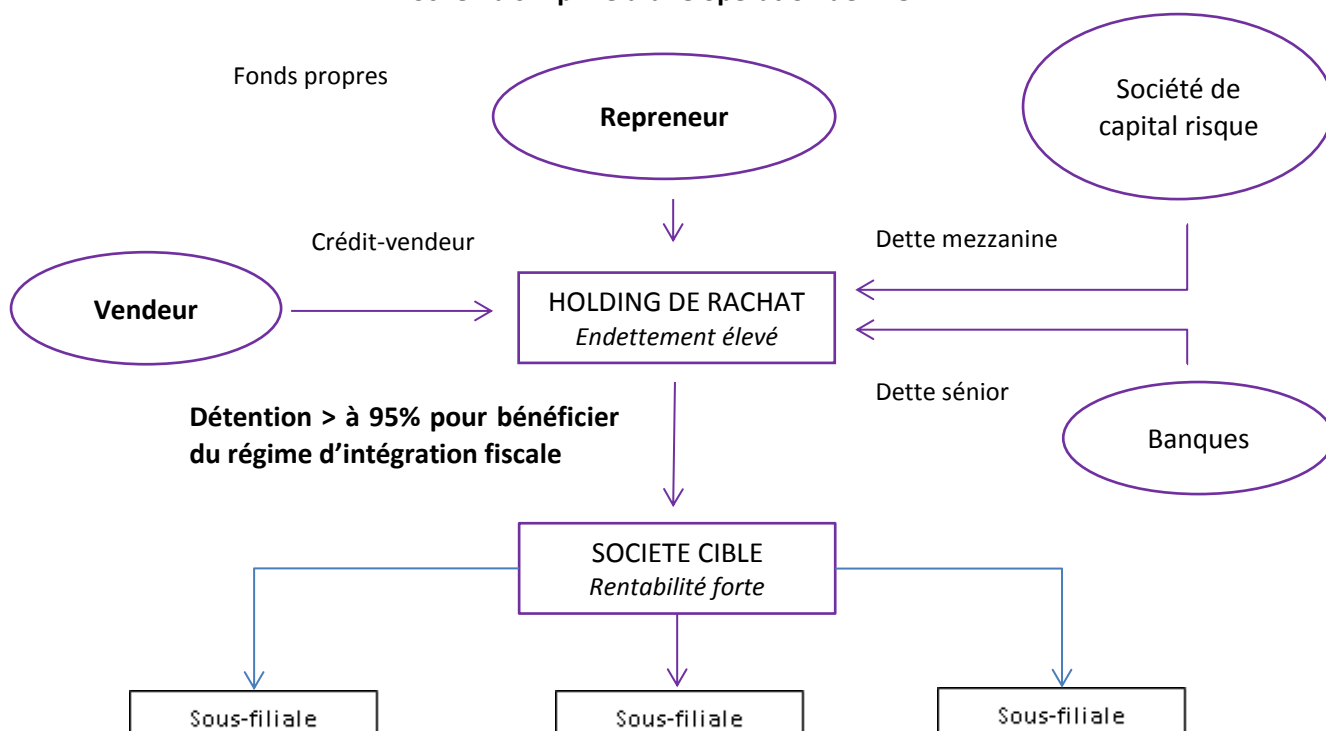 Fonds propres
Repreneur
Société de
capital risque
Crédit-vendeur
Dette mezzanine
Vendeur
HOLDING DE RACHAT
Endettement élevé
Dette sénior
Détention > à 95% pour bénéficier
du régime d’intégration fiscale
Banques
SOCIETE CIBLE
Rentabilité forte
Sous-filiale
Sous-filiale
Sous-filiale